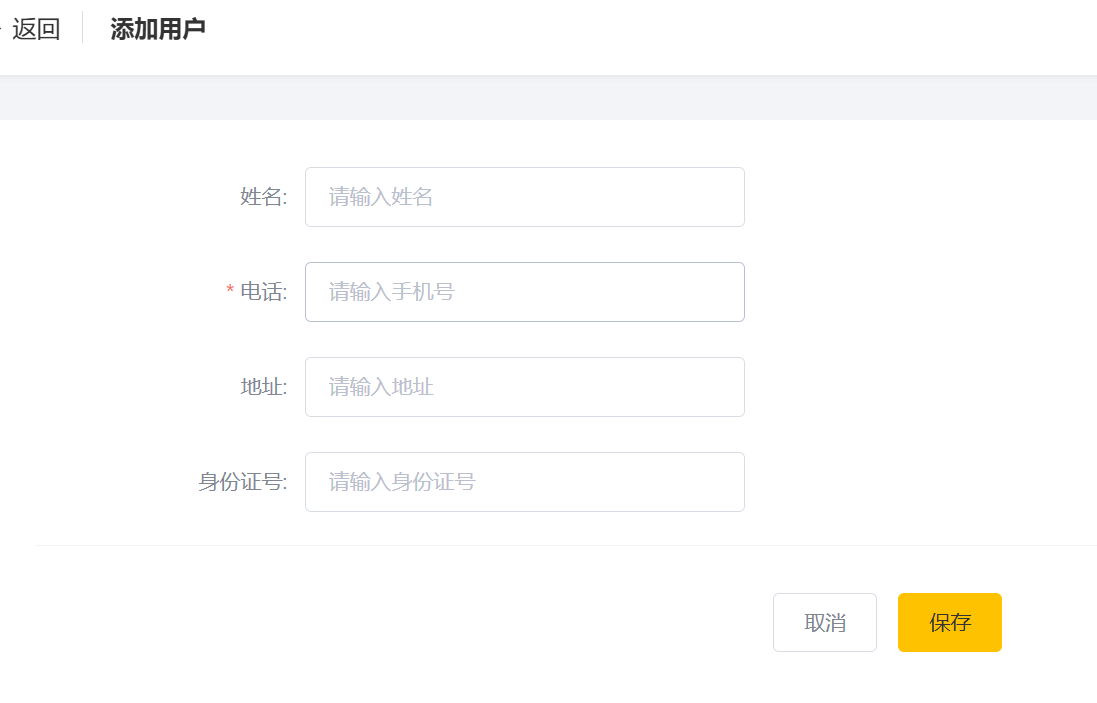 返回 添加用户
姓名: 请输入姓名
* 电话: 请输入手机号
地址: 请输入地址
身份证号: 请输入身份证号
取消 保存